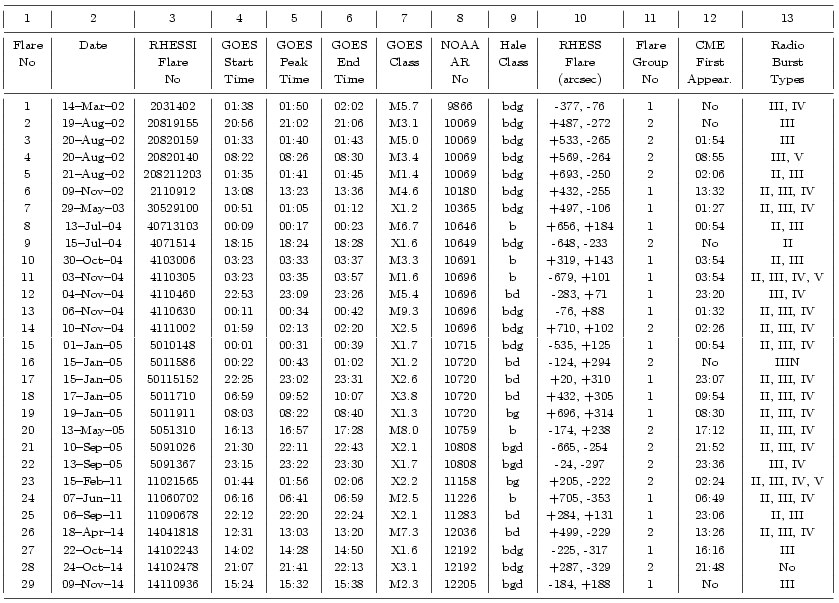 1 2 3 4 5 6 7 8 9 10 11 12 13
Flare Date RHESSI GOES GOES GOES GOES NOAA Hale RHESS Flare CME Radio
No Flare Start Peak End Class AR Class Flare Group First Burst
No Time Time Time No (arcsec) No Appear. Types
1 14–Mar–02 2031402 01:38 01:50 02:02 M5.7 9866 bdg -377, -76 1 No III, IV
2 19–Aug–02 20819155 20:56 21:02 21:06 M3.1 10069 bdg +487, -272 2 No III
3 20–Aug–02 20820159 01:33 01:40 01:43 M5.0 10069 bdg +533, -265 2 01:54 III
4 20–Aug–02 20820140 08:22 08:26 08:30 M3.4 10069 bdg +569, -264 2 08:55 III, V
5 21–Aug–02 208211203 01:35 01:41 01:45 M1.4 10069 bdg +693, -250 2 02:06 II, III
6 09–Nov–02 2110912 13:08 13:23 13:36 M4.6 10180 bdg +432, -255 1 13:32 II, III, IV
7 29–May–03 30529100 00:51 01:05 01:12 X1.2 10365 bdg +497, -106 1 01:27 II, III, IV
8 13–Jul–04 40713103 00:09 00:17 00:23 M6.7 10646 b +656, +184 1 00:54 II, III
9 15–Jul–04 4071514 18:15 18:24 18:28 X1.6 10649 bdg -648, -233 2 No II
10 30–Oct–04 4103006 03:23 03:33 03:37 M3.3 10691 b +319, +143 1 03:54 II, III
11 03–Nov–04 4110305 03:23 03:35 03:57 M1.6 10696 b -679, +101 1 03:54 II, III, IV, V
12 04–Nov–04 4110460 22:53 23:09 23:26 M5.4 10696 bd -283, +71 1 23:20 III, IV
13 06–Nov–04 4110630 00:11 00:34 00:42 M9.3 10696 bdg -76, +88 1 01:32 II, III, IV
14 10–Nov–04 4111002 01:59 02:13 02:20 X2.5 10696 bdg +710, +102 2 02:26 II, III, IV
15 01–Jan–05 5010148 00:01 00:31 00:39 X1.7 10715 bdg -535, +125 1 00:54 II, III, IV
16 15–Jan–05 5011586 00:22 00:43 01:02 X1.2 10720 bd -124, +294 2 No IIIN
17 15–Jan–05 50115152 22:25 23:02 23:31 X2.6 10720 bd +20, +310 1 23:07 II, III, IV
18 17–Jan–05 5011710 06:59 09:52 10:07 X3.8 10720 bd +432, +305 1 09:54 II, III, IV
19 19–Jan–05 5011911 08:03 08:22 08:40 X1.3 10720 bg +696, +314 1 08:30 II, III, IV
20 13–May–05 5051310 16:13 16:57 17:28 M8.0 10759 b -174, +238 2 17:12 II, III, IV
21 10–Sep–05 5091026 21:30 22:11 22:43 X2.1 10808 bgd -665, -254 2 21:52 II, III, IV
22 13–Sep–05 5091367 23:15 23:22 23:30 X1.7 10808 bgd -24, -297 2 23:36 III, IV
23 15–Feb–11 11021565 01:44 01:56 02:06 X2.2 11158 bg +205, -222 2 02:24 II, III, IV, V
24 07–Jun–11 11060702 06:16 06:41 06:59 M2.5 11226 b +705, -353 1 06:49 II, III, IV
25 06–Sep–11 11090678 22:12 22:20 22:24 X2.1 11283 bd +284, +131 1 23:06 II, III
26 18–Apr–14 14041818 12:31 13:03 13:20 M7.3 12036 bd +499, -229 2 13:26 II, III, IV
27 22–Oct–14 14102243 14:02 14:28 14:50 X1.6 12192 bdg -225, -317 1 16:16 III
28 24–Oct–14 14102478 21:07 21:41 22:13 X3.1 12192 bdg +287, -329 2 21:48 No
29 09–Nov–14 14110936 15:24 15:32 15:38 M2.3 12205 bgd -184, +188 1 No III